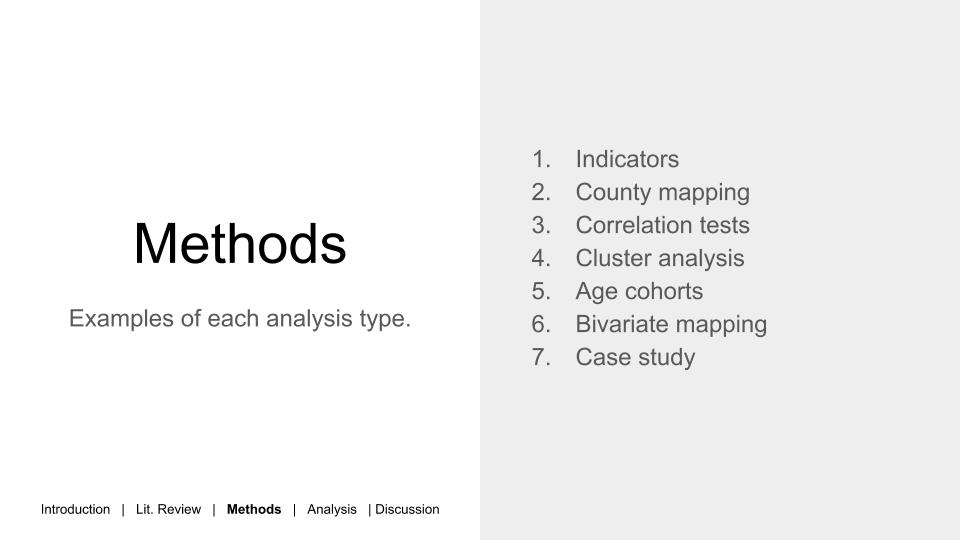 Methods
Examples of each analysis type.
1. Indicators
2. County mapping
3. Correlation tests
4. Cluster analysis
5. Age cohorts
6. Bivariate mapping
7. Case study
Introduction | Lit. Review | Methods | Analysis | Discussion